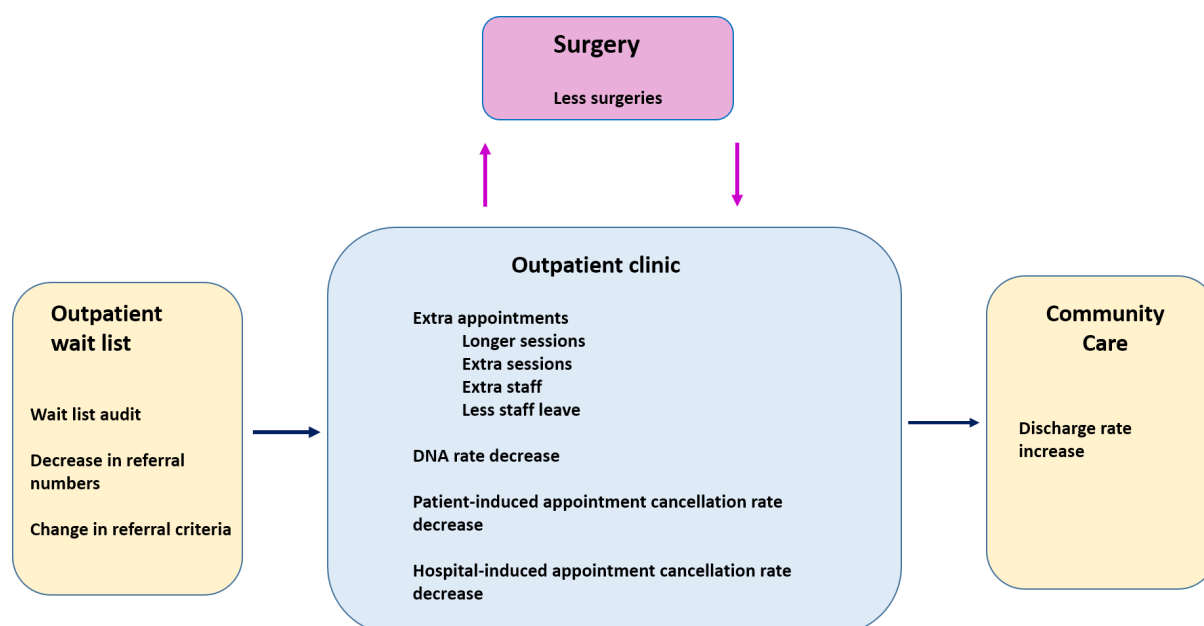 Surgery
Less surgeries
Outpatient
wait list
Wait list audit
Decrease in referral
numbers
Change in referral criteria
Outpatient clinic
Extra appointments
Longer sessions
Extra sessions
Extra staff
Less staff leave
DNA rate decrease
Patient-induced appointment cancellation rate
decrease
Hospital-induced appointment cancellation rate
decrease
Community
Care
Discharge rate
increase